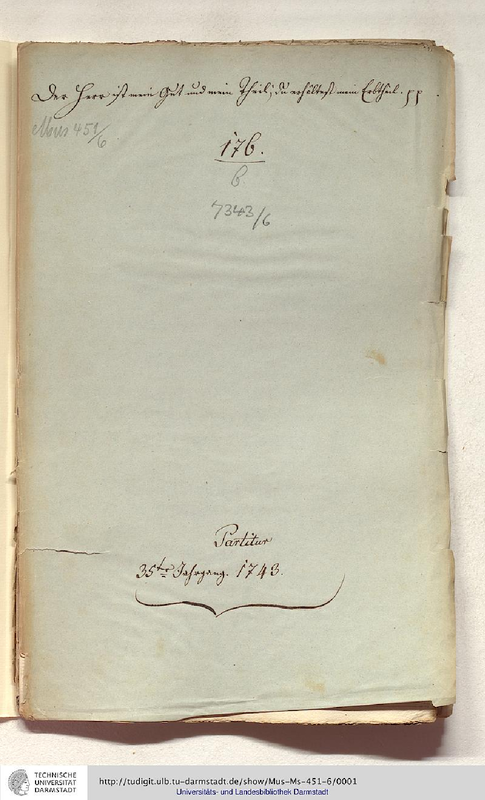 Der Herr ist mein Gut und mein Theil; du erhältest mein Erbtheil. pp.
Mus 451/6
176.
6
7343/6
Partitur
35te Jahrgang. 1743.
TECHNISCHE
UNIVERSITÄT
DARMSTADT
http://tudigit.ulb.tu-darmstadt.de/show/Mus-Ms-451-6/0001
Universitäts- und Landesbibliothek Darmstadt